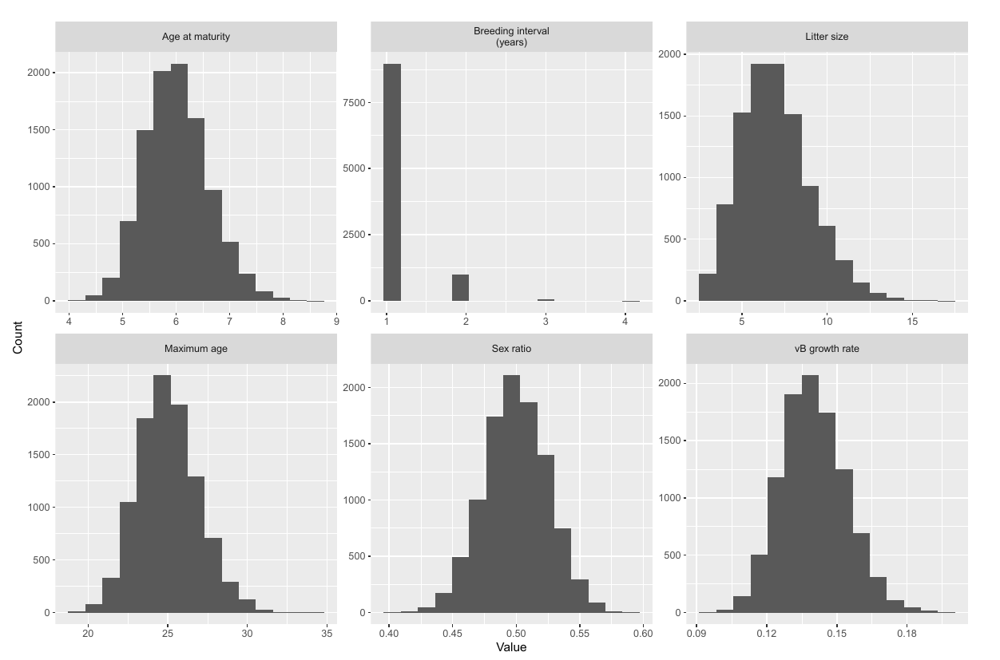 Age at maturity
Breeding interval
(years)
Litter size
2000
1500
1000
500
0
4 5 6 7 8 9
7500
5000
2500
0
1 2 3 4
2000
1500
1000
500
0
5 10 15
Count
Maximum age
Sex ratio
vB growth rate
2000
1500
1000
500
0
20 25 30 35
2000
1500
1000
500
0
0.40 0.45 0.50 0.55 0.60
2000
1500
1000
500
0
0.09 0.12 0.15 0.18
Value